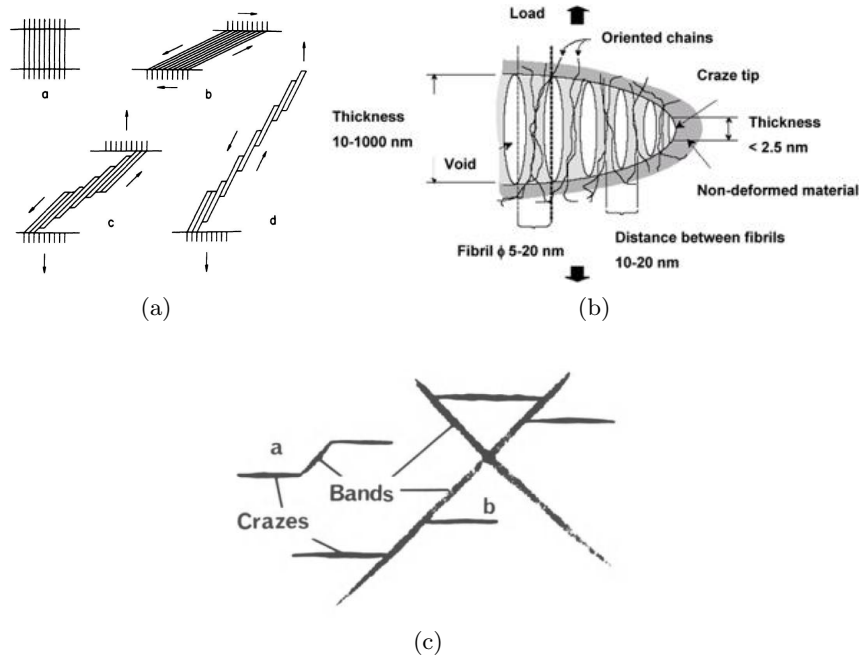 a
b
c
d
(a)
Load
Oriented chains
Craze tip
Thickness
10-1000 nm
Thickness
< 2.5 nm
Void
Non-deformed material
Fibril ϕ 5-20 nm
Distance between fibrils
10-20 nm
(b)
a
Bands
b
Crazes
(c)